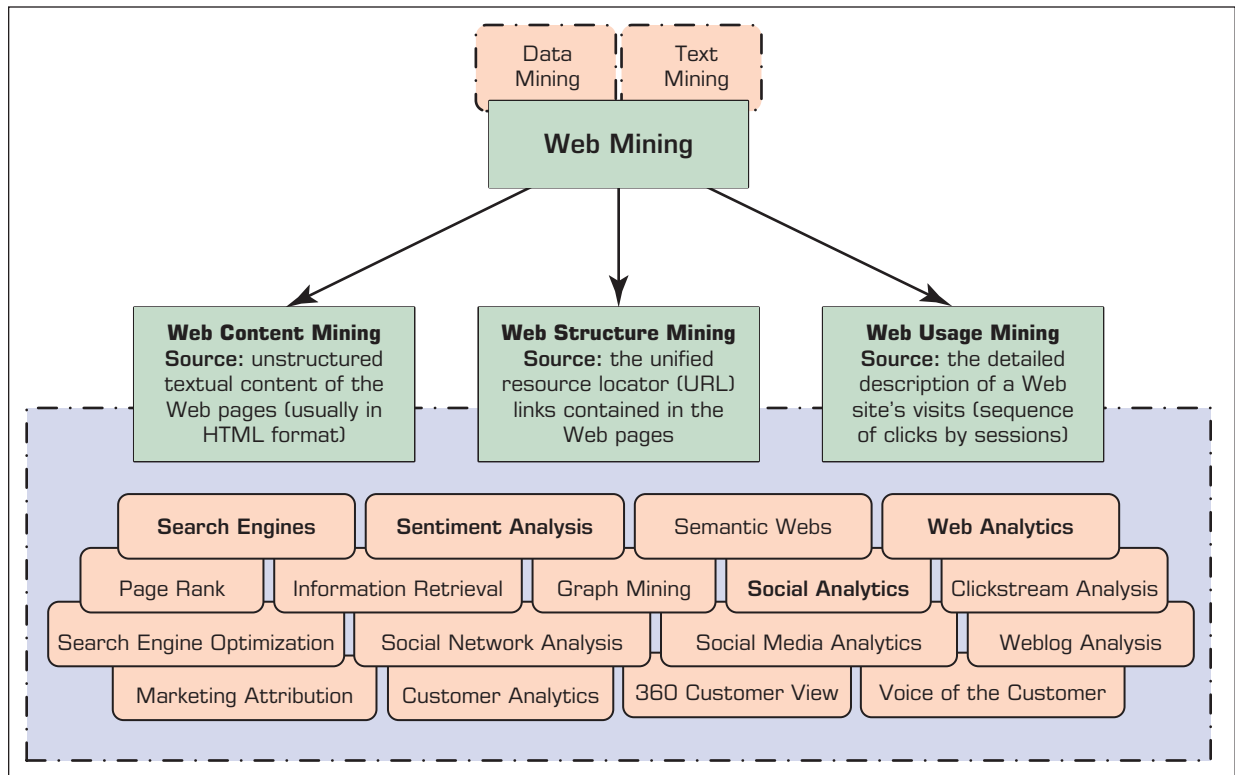 Data
Mining
Text
Mining
Web Mining
Web Content Mining
Source: unstructured
textual content of the
Web pages (usually in
HTML format)
Web Structure Mining
Source: the unified
resource locator (URL)
links contained in the
Web pages
Web Usage Mining
Source: the detailed
description of a Web
site's visits (sequence
of clicks by sessions)
Search Engines
Sentiment Analysis
Semantic Webs
Web Analytics
Page Rank
Information Retrieval
Graph Mining
Social Analytics
Clickstream Analysis
Search Engine Optimization
Social Network Analysis
Social Media Analytics
Weblog Analysis
Marketing Attribution
Customer Analytics
360 Customer View
Voice of the Customer